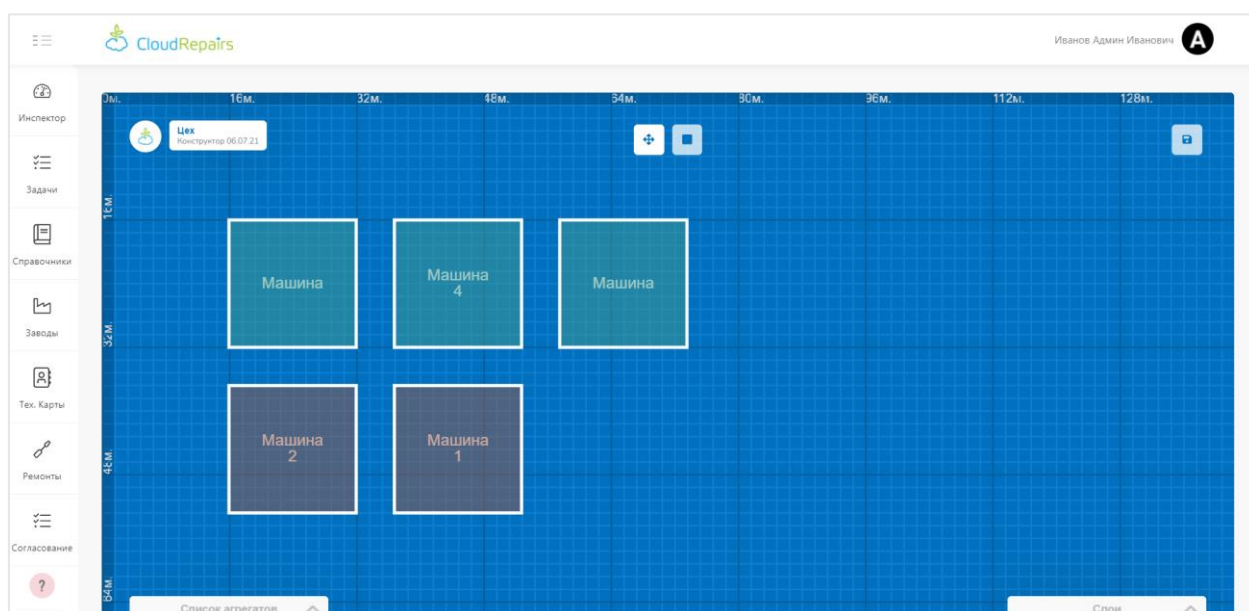 CloudRepairs
Иванов Админ Иванович
A
Инспектор
Задачи
Справочники
Заводы
Тех. Карты
Ремонты
Согласование
?
0м. 16м. 32м. 48м. 64м. 80м. 96м. 112м. 128м.
Цех
Конструктор 06.07.21
16м.
32м.
48м.
64м.
Машина
Машина
4
Машина
Машина
2
Машина
1
Список агрегатов
Слои